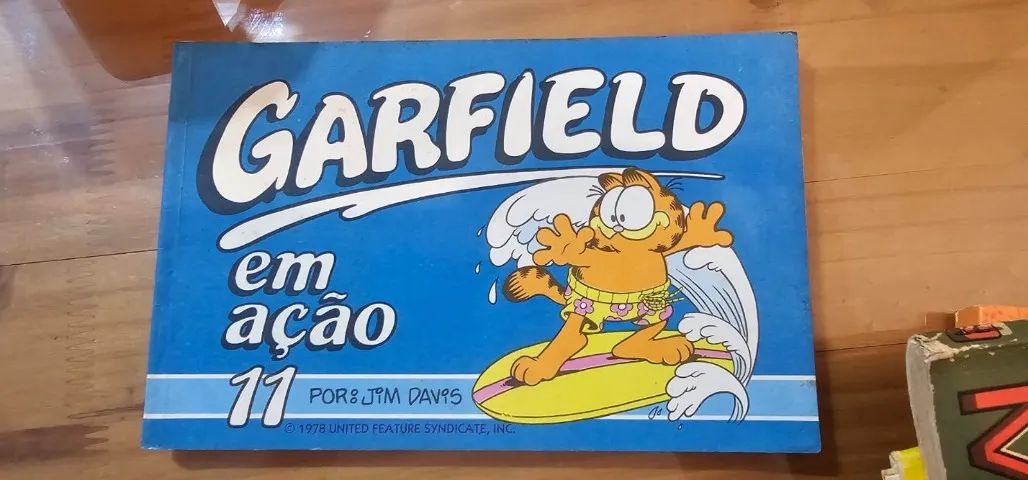 GARFIELD
em
ação
11
POR: JIM DAVIS
© 1978 UNITED FEATURE SYNDICATE, INC.